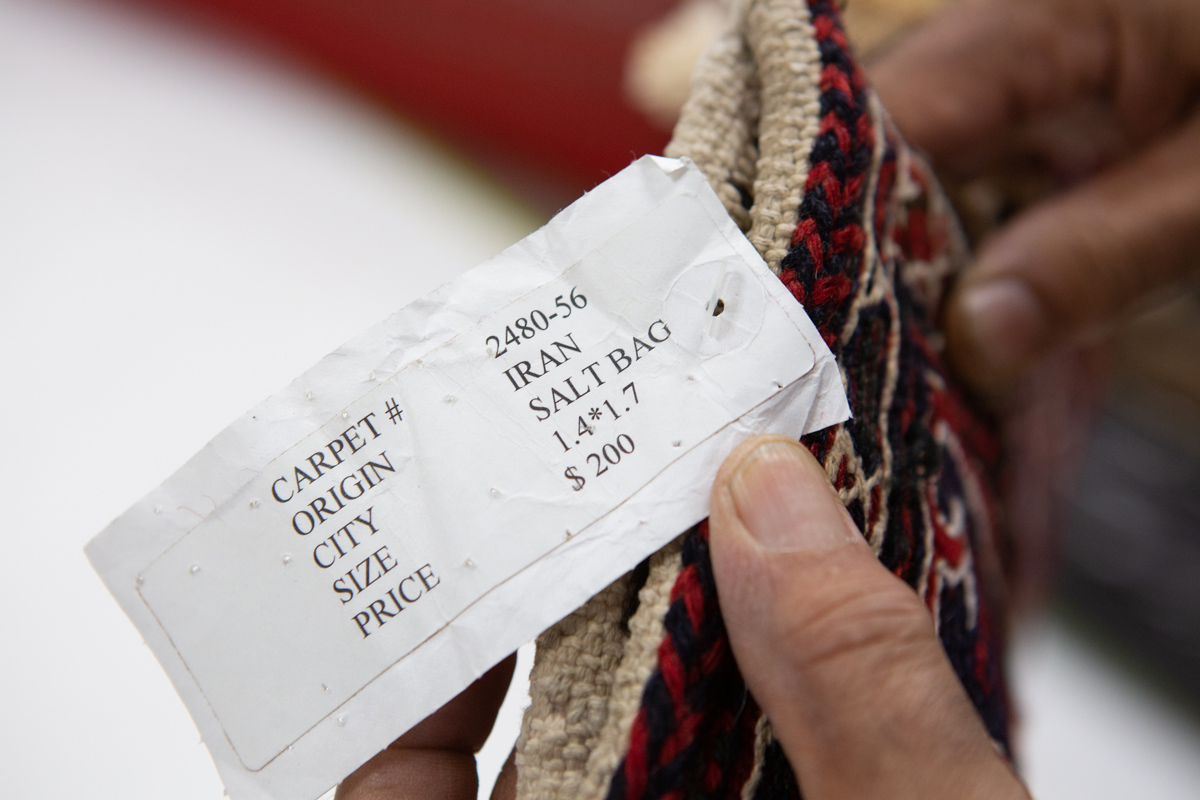 CARPET # 2480-56
ORIGIN IRAN
CITY SALT BAG
SIZE 1.4*1.7
PRICE $ 200